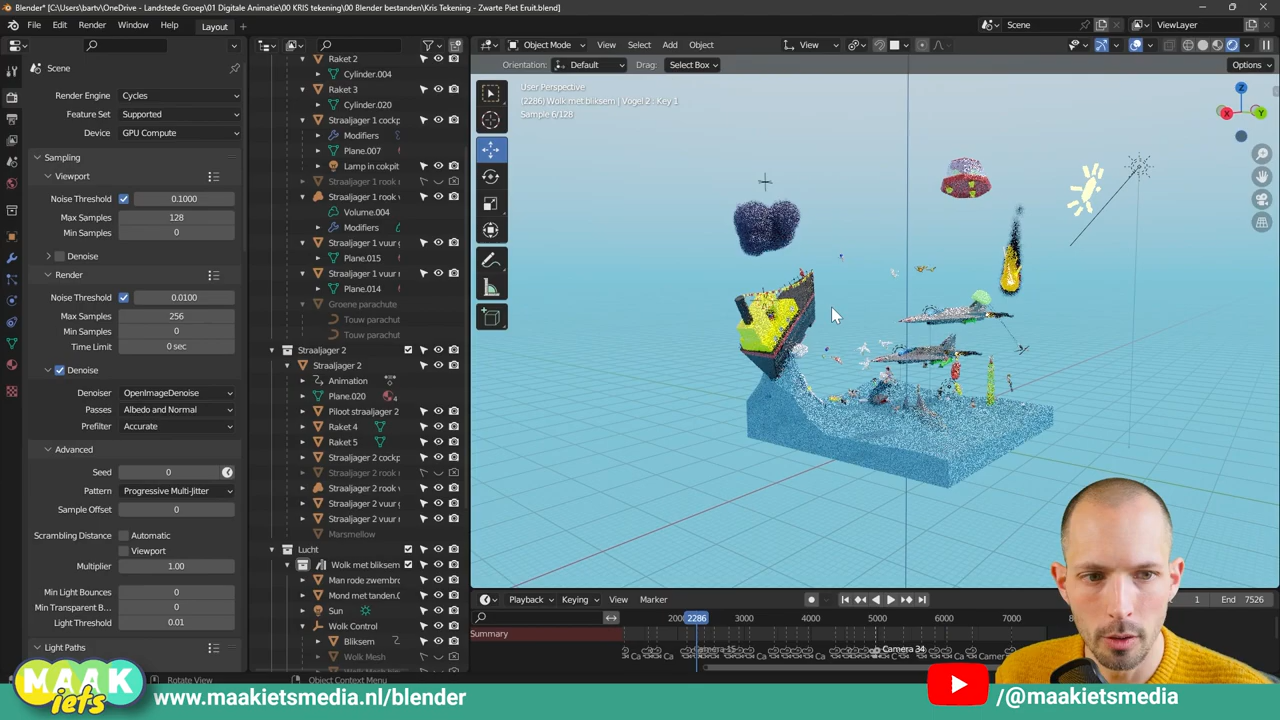 Blender* [C:\Users\bartv\OneDrive - Landstede Groep\01 Digitale Animatie\00 KRIS tekening\00 Blender bestanden\Kris Tekening - Zwarte Piet Eruit.blend]
File Edit Render Window Help Layout Scene ViewLayer
Object Mode View Select Add Object View
Orientation: Default Drag: Select Box Options
Scene
Render Engine Cycles
Feature Set Supported
Device GPU Compute
Sampling
Viewport
Noise Threshold 0.1000
Max Samples 128
Min Samples 0
Denoise
Render
Noise Threshold 0.0100
Max Samples 256
Min Samples 0
Time Limit 0 sec
Denoise
Denoiser OpenImageDenoise
Passes Albedo and Normal
Prefilter Accurate
Advanced
Seed 0
Pattern Progressive Multi-Jitter
Sample Offset 0
Scrambling Distance Automatic
Viewport
Multiplier 1.00
Min Light Bounces 0
Min Transparent B... 0
Light Threshold 0.01
Light Paths
Raket 2
Cylinder.004
Raket 3
Cylinder.020
Straaljager 1 cockp
Modifiers
Plane.007
Lamp in cokpit
Straaljager 1 rook
Straaljager 1 rook v
Volume.004
Modifiers
Straaljager 1 vuur
Plane.015
Straaljager 1 vuur r
Plane.014
Groene parachute
Touw parachut
Touw parachut
Straaljager 2
Straaljager 2
Animation
Plane.020 4
Piloot straaljager 2
Raket 4
Raket 5
Straaljager 2 cockp
Straaljager 2 rook
Straaljager 2 rook v
Straaljager 2 vuur r
Straaljager 2 vuur r
Marsmellow
Lucht
Wolk met bliksem
Man rode zwembro
Mond met tanden.0
Sun
Wolk Control
Bliksem
Wolk Mesh
User Perspective
(2286) Wolk met bliksem | Vogel 2 : Key 1
Sample 6/128
X Y Z
Playback Keying View Marker 1 End 7526
2000 2286 3000 4000 5000 6000 7000
Summary
Camera 34
Rotate View Object Context Menu
MAAK
iets
www.maakietsmedia.nl/blender
/@maakietsmedia